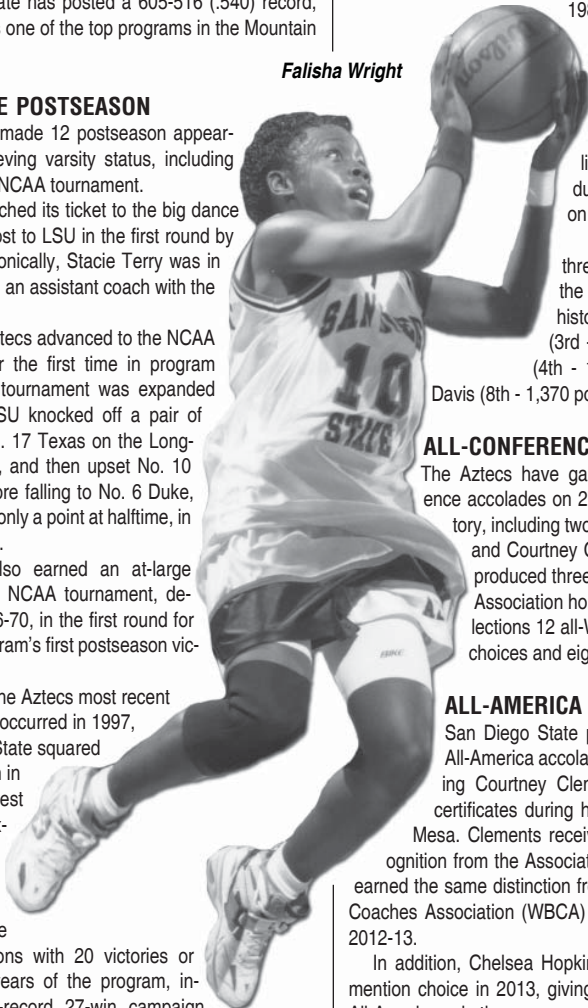 ate has posted a 605-516 (.540) record,
s one of the top programs in the Mountain
E POSTSEASON
made 12 postseason appear-
eving varsity status, including
NCAA tournament.
ched its ticket to the big dance
ost to LSU in the first round by
onically, Stacie Terry was in
an assistant coach with the
tecs advanced to the NCAA
r the first time in program
tournament was expanded
SU knocked off a pair of
. 17 Texas on the Long-
, and then upset No. 10
ore falling to No. 6 Duke,
only a point at halftime, in
.
lso earned an at-large
NCAA tournament, de-
6-70, in the first round for
ram's first postseason vic-
he Aztecs most recent
occurred in 1997,
State squared
n in
est
x-
e
ons with 20 victories or
ears of the program, in-
-record 27-win campaign
Falisha Wright
Wilson
SAN DIEGO
10
STATE
BIKE
198
li
du
on
thre
the
histo
(3rd -
(4th - 1
Davis (8th - 1,370 po
ALL-CONFERENC
The Aztecs have ga
ence accolades on 2
tory, including two
and Courtney C
produced three
Association ho
lections 12 all-W
choices and eig
ALL-AMERICA
San Diego State p
All-America accola
ing Courtney Clem
certificates during h
Mesa. Clements receiv
ognition from the Associat
earned the same distinction fr
Coaches Association (WBCA)
2012-13.
In addition, Chelsea Hopkin
mention choice in 2013, giving